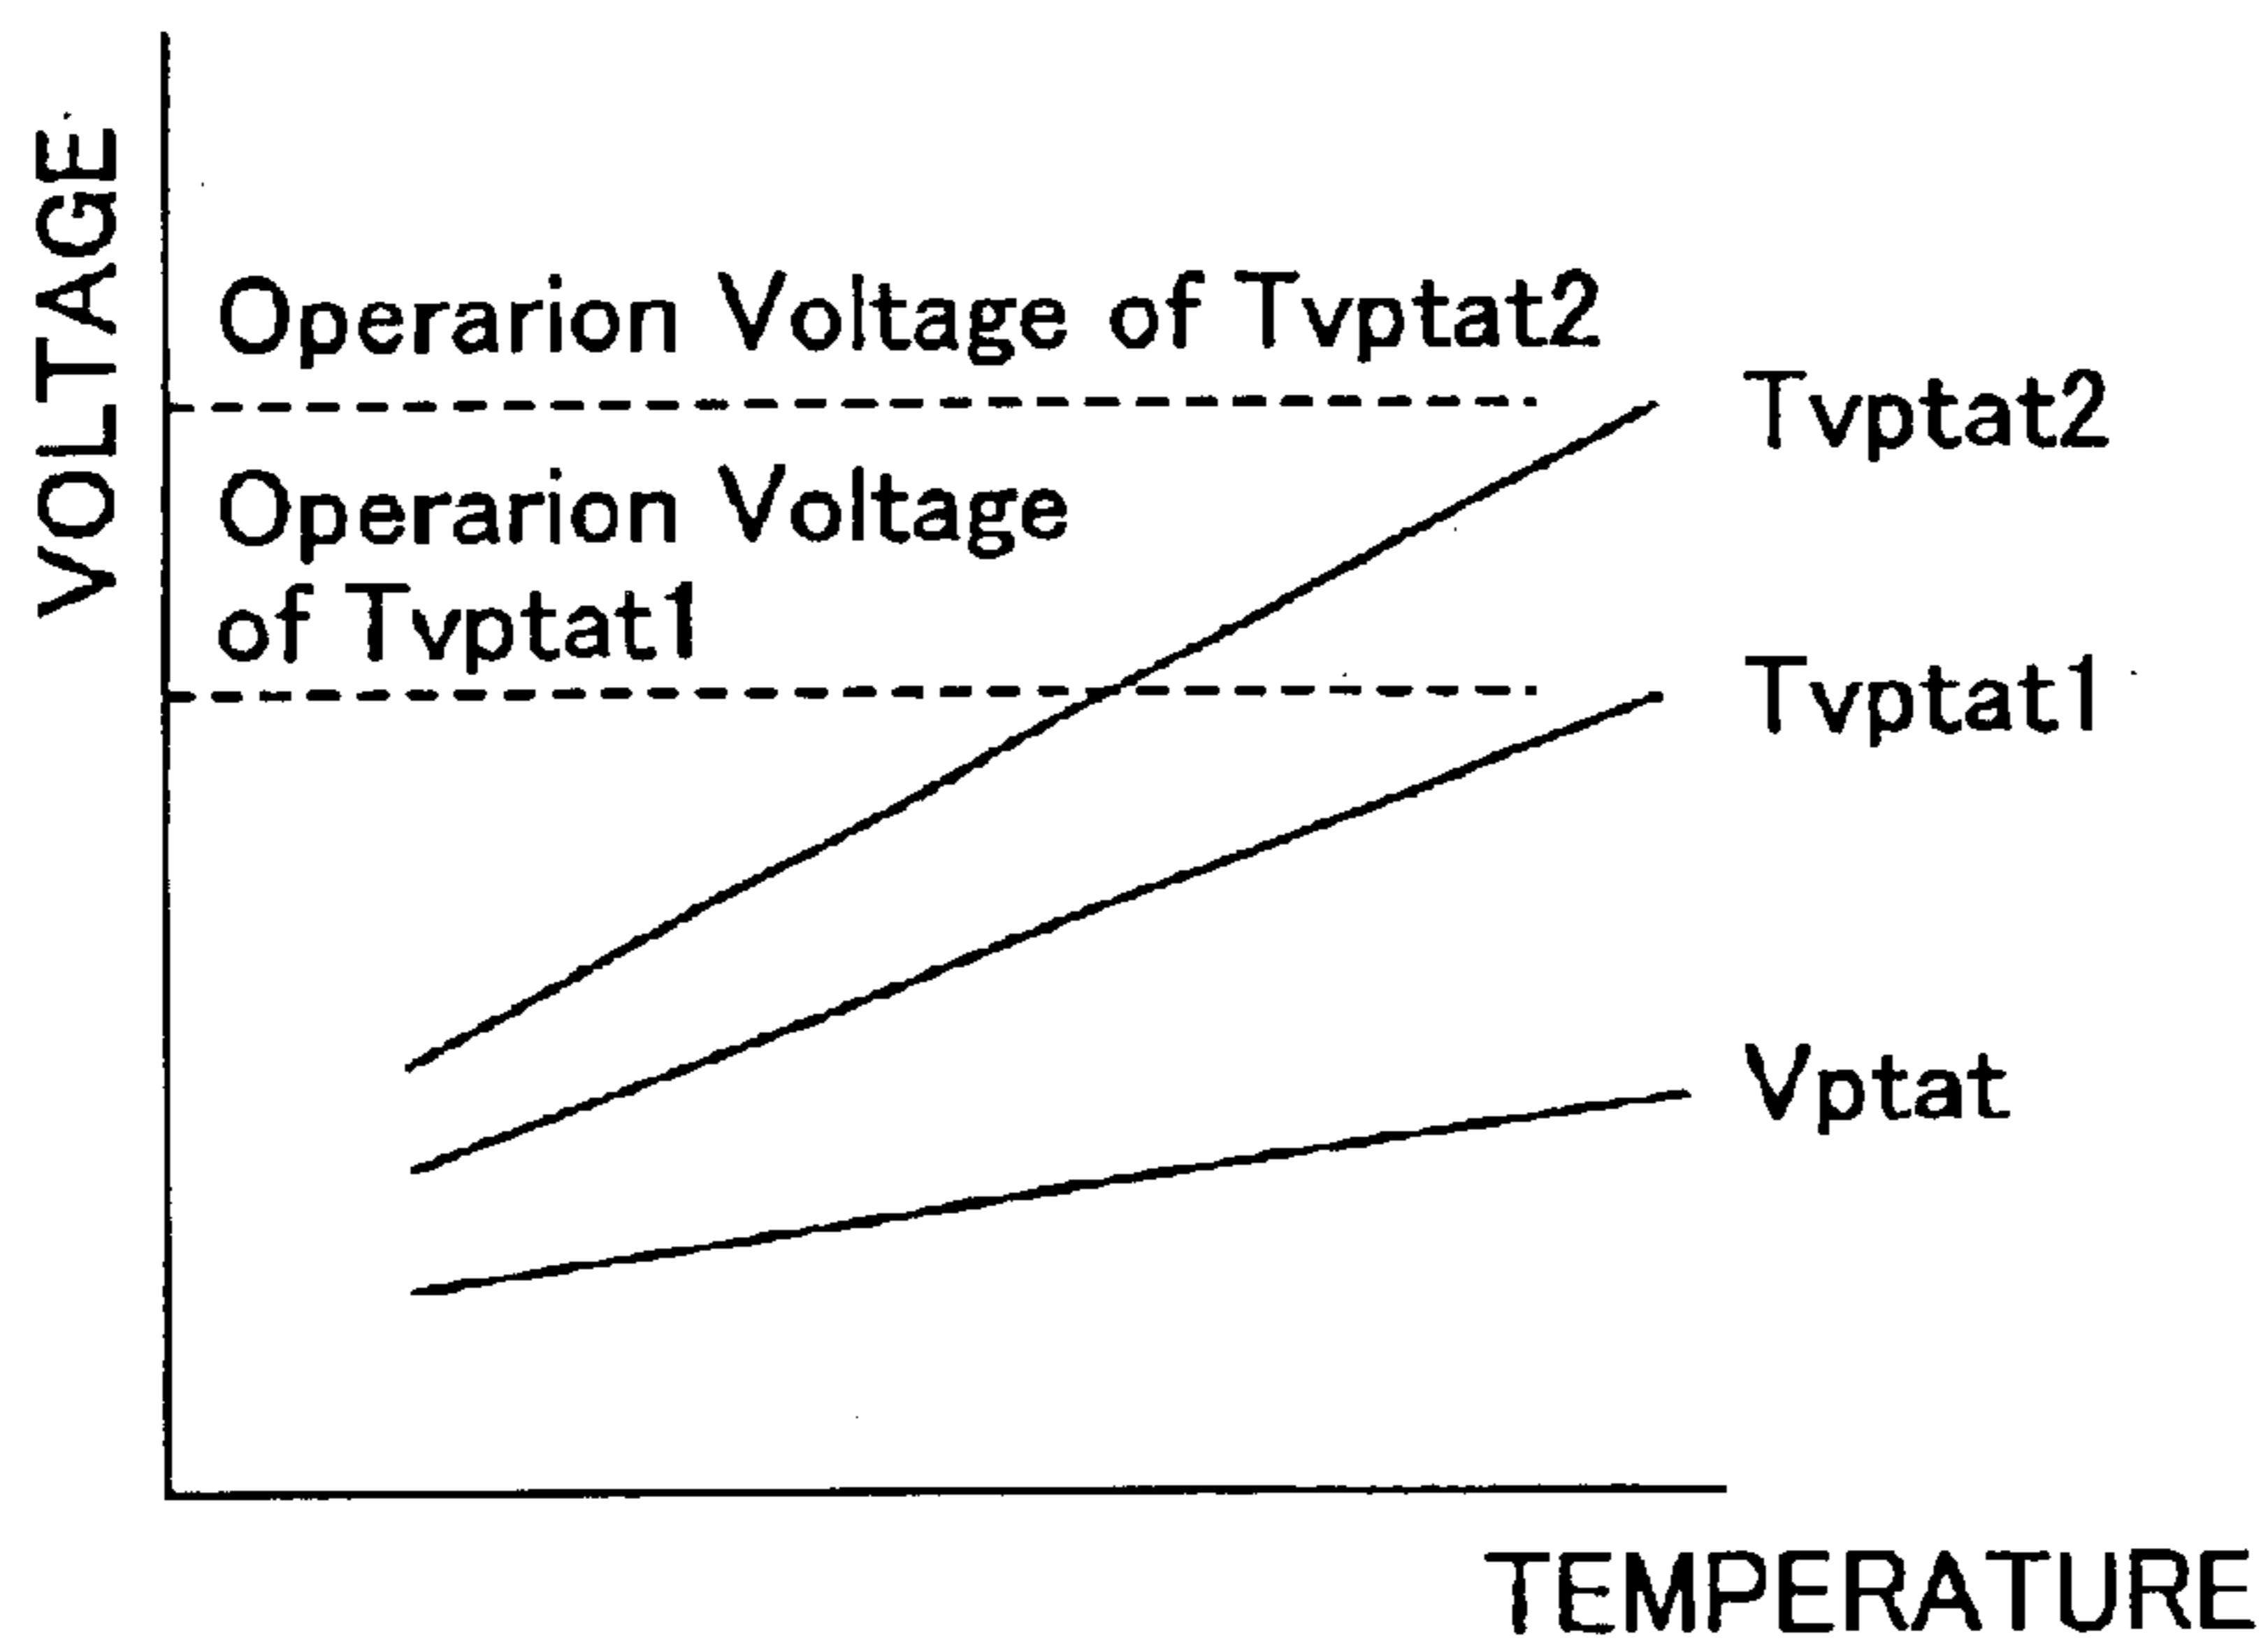 VOLTAGE
Operarion Voltage of Tvptat2
Tvptat2
Operarion Voltage
of Tvptat1
Tvptat1
Vptat
TEMPERATURE